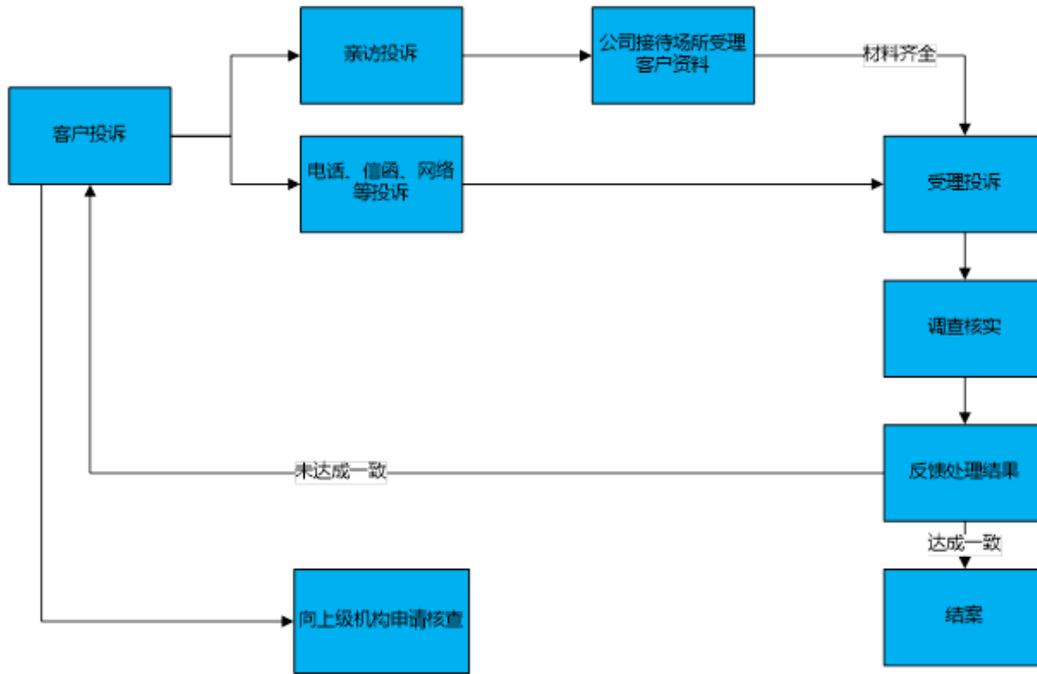 亲访投诉
公司接待场所受理
客户资料
材料齐全
客户投诉
电话、信函、网络
等投诉
受理投诉
调查核实
未达成一致
反馈处理结果
达成一致
向上级机构申请核查
结案